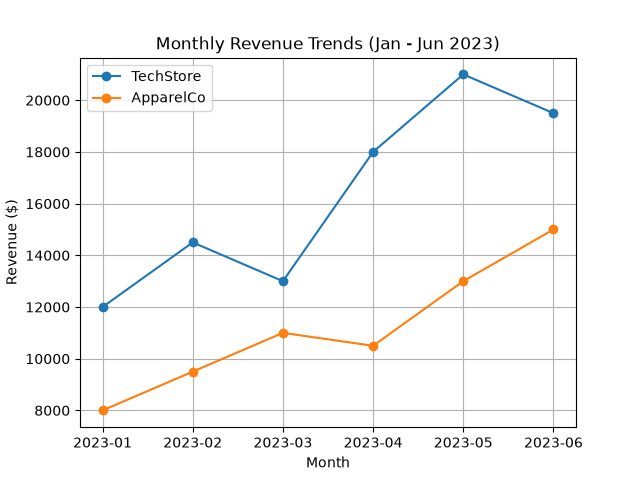 Monthly Revenue Trends (Jan - Jun 2023)
TechStore
ApparelCo
Revenue ($)
20000
18000
16000
14000
12000
10000
8000
2023-01 2023-02 2023-03 2023-04 2023-05 2023-06
Month